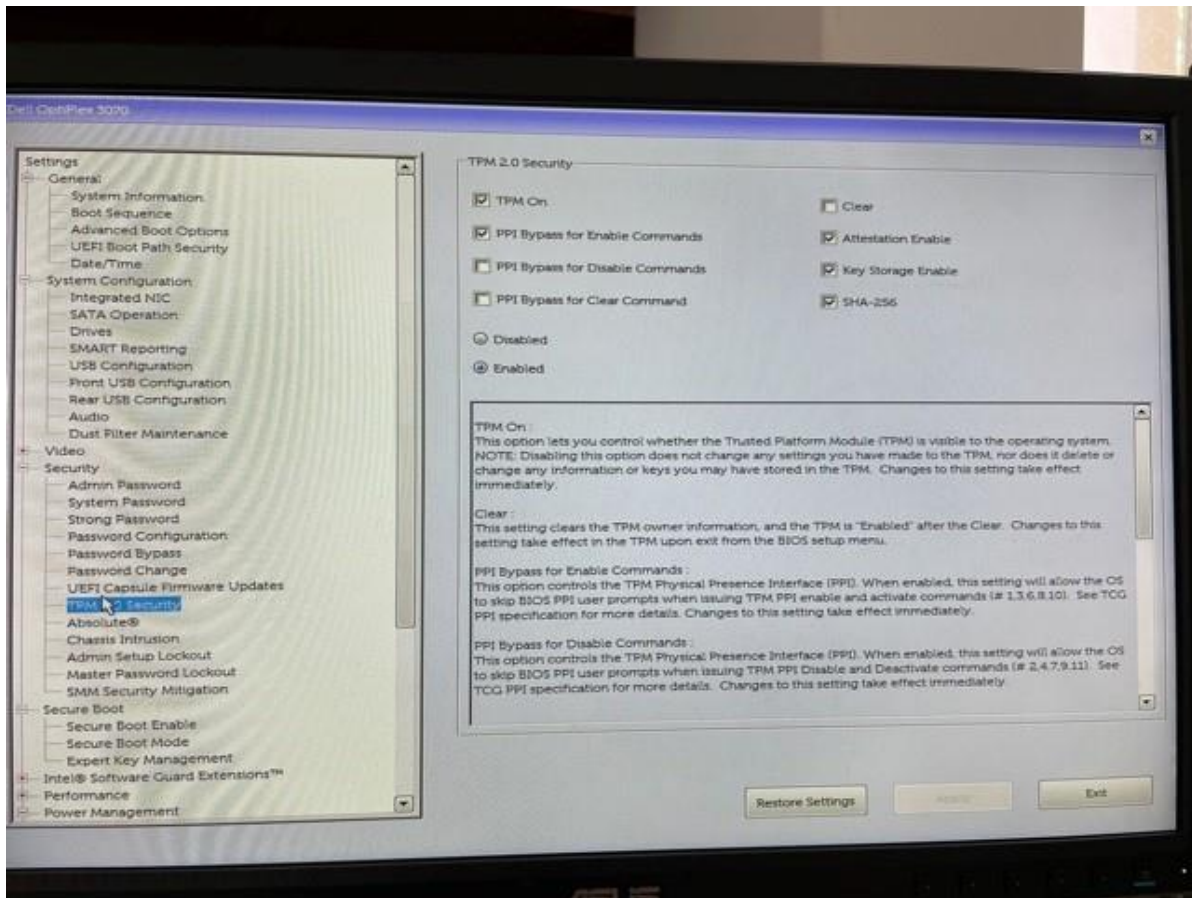 Dell OptiPlex 3070
Settings
General
System Information
Boot Sequence
Advanced Boot Options
UEFI Boot Path Security
Date/Time
System Configuration
Integrated NIC
SATA Operation
Drives
SMART Reporting
USB Configuration
Front USB Configuration
Rear USB Configuration
Audio
Dust Filter Maintenance
Video
Security
Admin Password
System Password
Strong Password
Password Configuration
Password Bypass
Password Change
UEFI Capsule Firmware Updates
TPM 2.0 Security
Absolute®
Chassis Intrusion
Admin Setup Lockout
Master Password Lockout
SMM Security Mitigation
Secure Boot
Secure Boot Enable
Secure Boot Mode
Expert Key Management
Intel® Software Guard Extensions™
Performance
Power Management
TPM 2.0 Security
TPM On
PPI Bypass for Enable Commands
PPI Bypass for Disable Commands
PPI Bypass for Clear Command
Disabled
Enabled
Clear
Attestation Enable
Key Storage Enable
SHA-256
TPM On :
This option lets you control whether the Trusted Platform Module (TPM) is visible to the operating system.
NOTE: Disabling this option does not change any settings you have made to the TPM, nor does it delete or
change any information or keys you may have stored in the TPM. Changes to this setting take effect
immediately.
Clear :
This setting clears the TPM owner information, and the TPM is "Enabled" after the Clear. Changes to this
setting take effect in the TPM upon exit from the BIOS setup menu.
PPI Bypass for Enable Commands :
This option controls the TPM Physical Presence Interface (PPI). When enabled, this setting will allow the OS
to skip BIOS PPI user prompts when issuing TPM PPI enable and activate commands (# 1,3,6,8,10). See TCG
PPI specification for more details. Changes to this setting take effect immediately.
PPI Bypass for Disable Commands :
This option controls the TPM Physical Presence Interface (PPI). When enabled, this setting will allow the OS
to skip BIOS PPI user prompts when issuing TPM PPI Disable and Deactivate commands (# 2,4,7,9,11). See
TCG PPI specification for more details. Changes to this setting take effect immediately.
Restore Settings
Exit